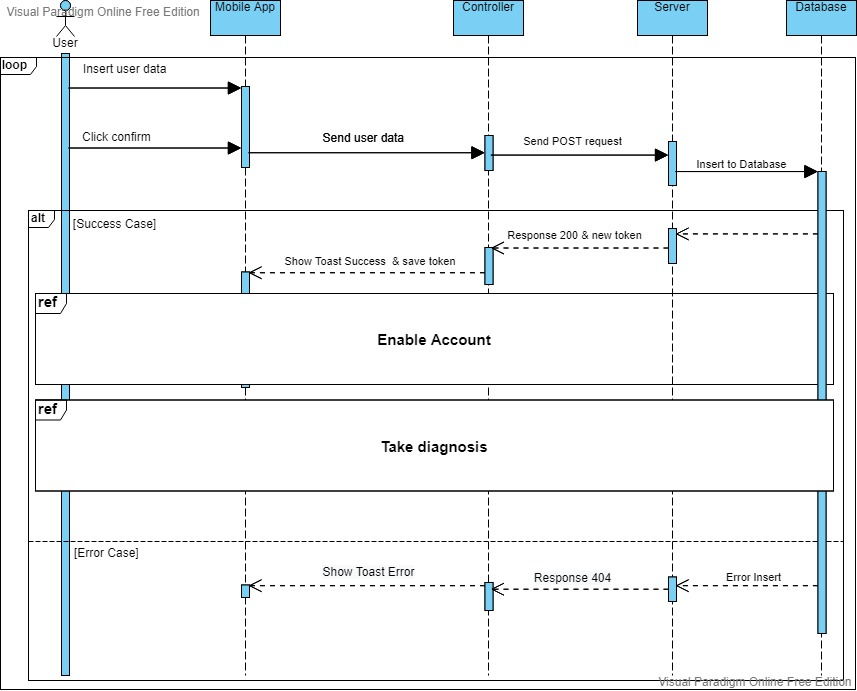 Visual Paradigm Online Free Edition
User
Mobile App
Controller
Server
Database
loop
Insert user data
Click confirm
Send user data
Send POST request
Insert to Database
alt
[Success Case]
Response 200 & new token
Show Toast Success & save token
ref
Enable Account
ref
Take diagnosis
[Error Case]
Show Toast Error
Response 404
Error Insert
Visual Paradigm Online Free Edition